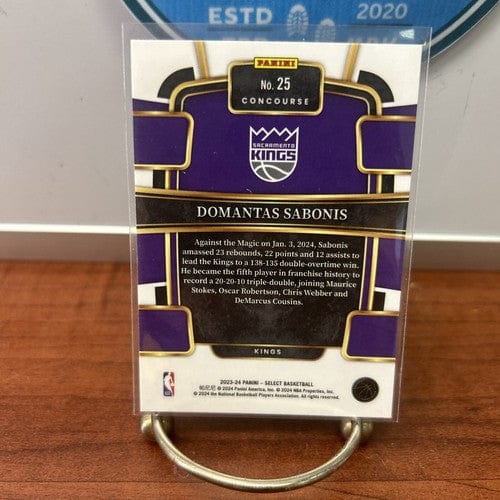 ESTD
2020
PANINI
No. 25
CONCOURSE
SACRAMENTO
KINGS
DOMANTAS SABONIS
Against the Magic on Jan. 3, 2024, Sabonis
amassed 23 rebounds, 22 points and 12 assists to
lead the Kings to a 138-135 double-overtime win.
He became the fifth player in franchise history to
record a 20-20-10 triple-double, joining Maurice
Stokes, Oscar Robertson, Chris Webber and
DeMarcus Cousins.
KINGS
2023-24 PANINI – SELECT BASKETBALL
帕尼尼 © 2024 Panini America, Inc. © 2024 NBA Properties, Inc.
© 2024 the National Basketball Players Association. All rights reserved.